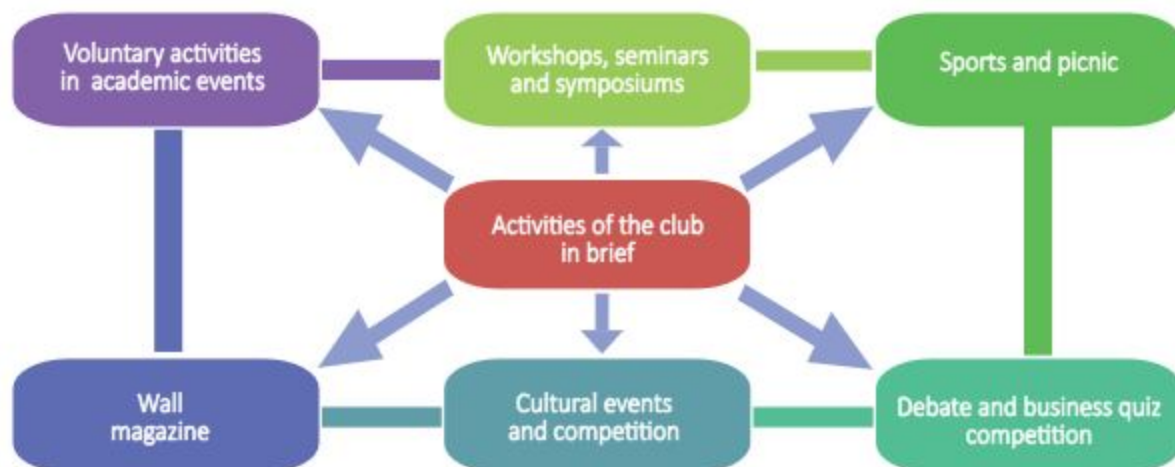 Voluntary activities
in academic events
Workshops, seminars
and symposiums
Sports and picnic
Activities of the club
in brief
Wall
magazine
Cultural events
and competition
Debate and business quiz
competition